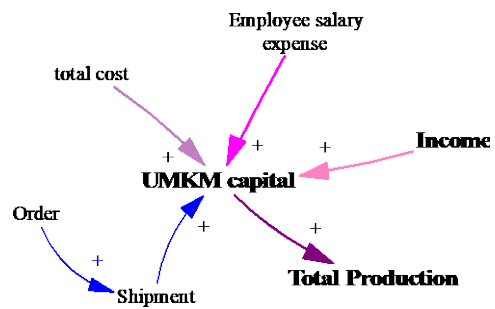 Employee salary
expense
total cost
+
+
+
Income
UMKM capital
Order
+
+
+
Total Production
Shipment